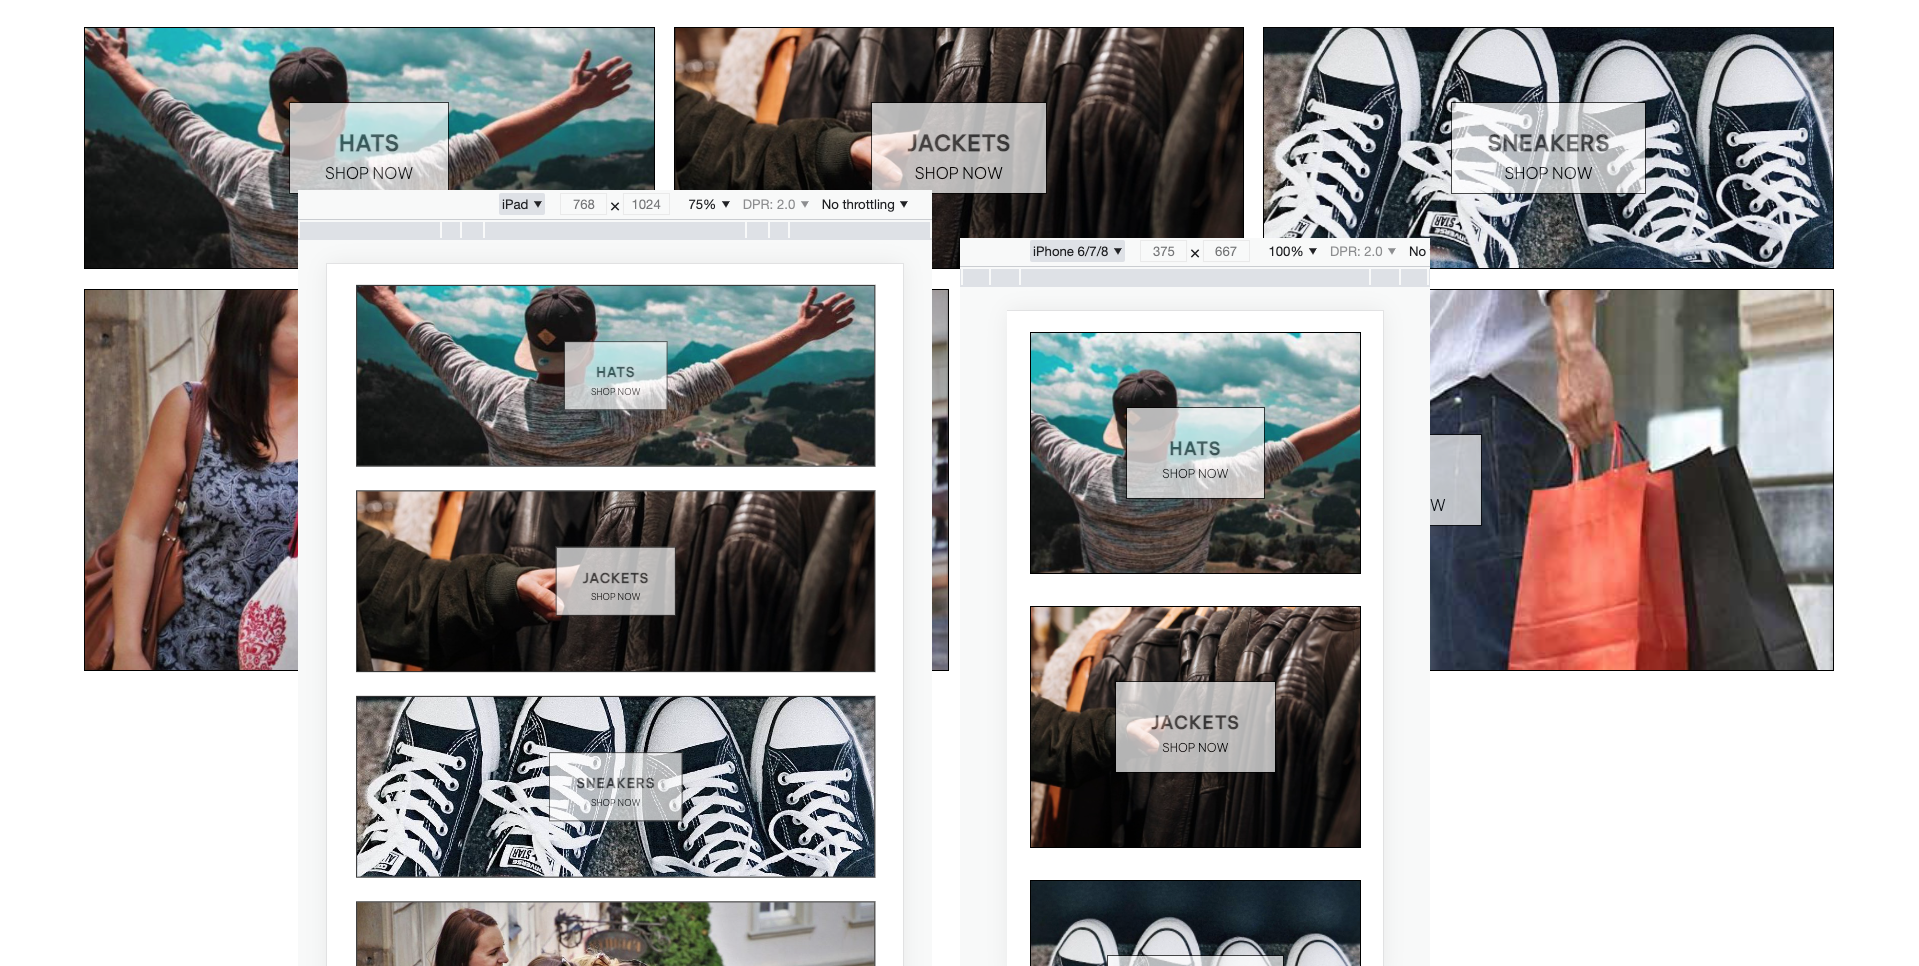 HATS
SHOP NOW
JACKETS
SHOP NOW
SNEAKERS
SHOP NOW
iPad ▼ 768 × 1024 75% ▼ DPR: 2.0 ▼ No throttling ▼
iPhone 6/7/8 ▼ 375 × 667 100% ▼ DPR: 2.0 ▼ No
HATS
SHOP NOW
JACKETS
SHOP NOW
SNEAKERS
SHOP NOW
HATS
SHOP NOW
JACKETS
SHOP NOW
W